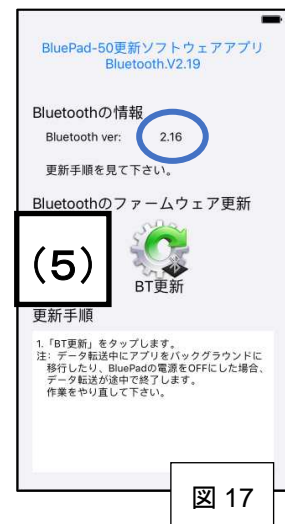 BluePad-50更新ソフトウェアアプリ
Bluetooth.V2.19
Bluetoothの情報
Bluetooth ver: 2.16
更新手順を見て下さい。
Bluetoothのファームウェア更新
(5)
BT更新
更新手順
1.「BT更新」をタップします。
注: データ転送中にアプリをバックグラウンドに
移行したり、BluePadの電源をOFFにした場合、
データ転送が途中で終了します。
作業をやり直して下さい。
図 17